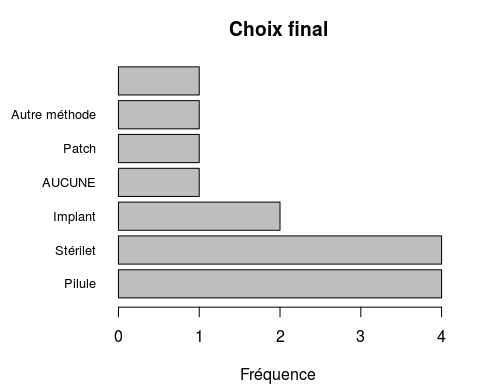 Choix final
Autre méthode
Patch
AUCUNE
Implant
Stérilet
Pilule
0 1 2 3 4
Fréquence